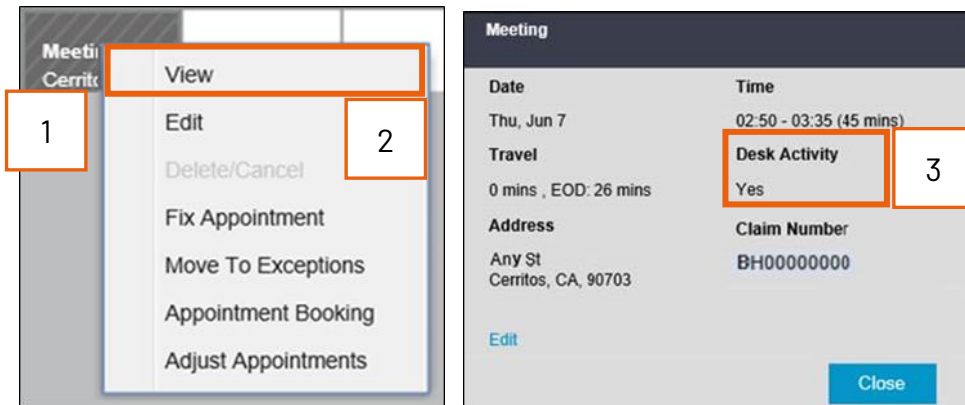 Meeti
Cerrito
1
View
2
Edit
Delete/Cancel
Fix Appointment
Move To Exceptions
Appointment Booking
Adjust Appointments
Meeting
Date
Time
Thu, Jun 7
02:50 - 03:35 (45 mins)
Travel
Desk Activity
3
0 mins , EOD: 26 mins
Yes
Address
Claim Number
Any St
BH00000000
Cerritos, CA, 90703
Edit
Close